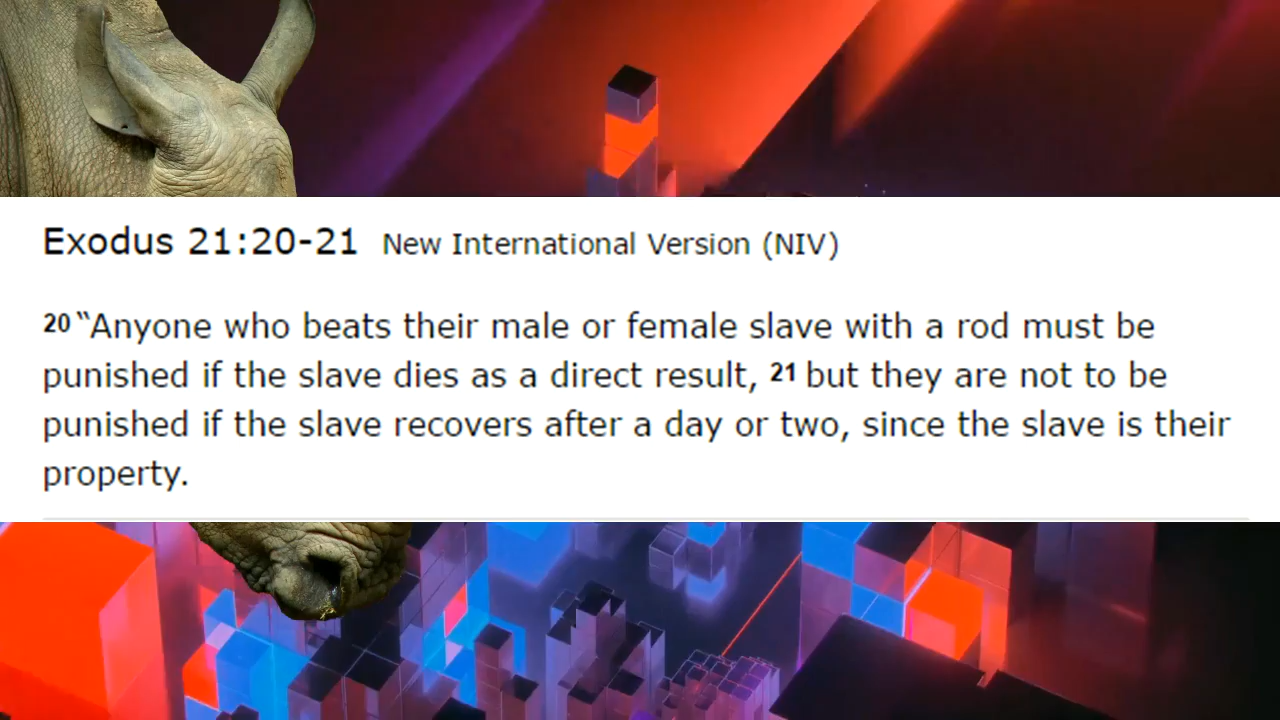 Exodus 21:20-21 New International Version (NIV)
20 “Anyone who beats their male or female slave with a rod must be
punished if the slave dies as a direct result, 21 but they are not to be
punished if the slave recovers after a day or two, since the slave is their
property.